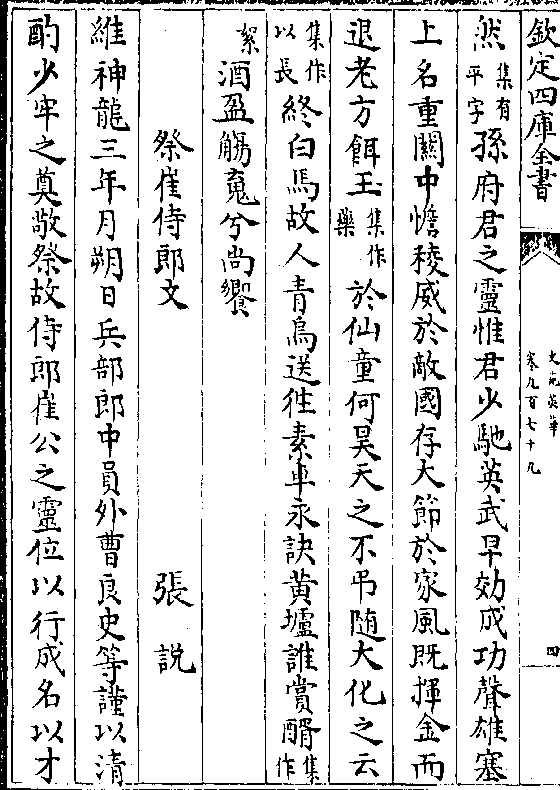 欽定四庫全書
文苑英華
卷九百七十九
四
然集有平字孫府君之靈惟君少馳英武早効成功聲雄塞
上名重關中憺稜威於敵國存大節於家風既揮金而
退老方餌玉集作藥於仙童何昊天之不弔随大化之云
集作以長終白馬故人青烏送徃素車永訣黄壚誰賞酹集作
絮酒盈觴䰟兮尚饗
祭崔侍郎文
張說
維神龍三年月朔日兵部郎中員外曹良史等謹以清
酌少牢之奠敬祭故侍郎崔公之靈位以行成名以才